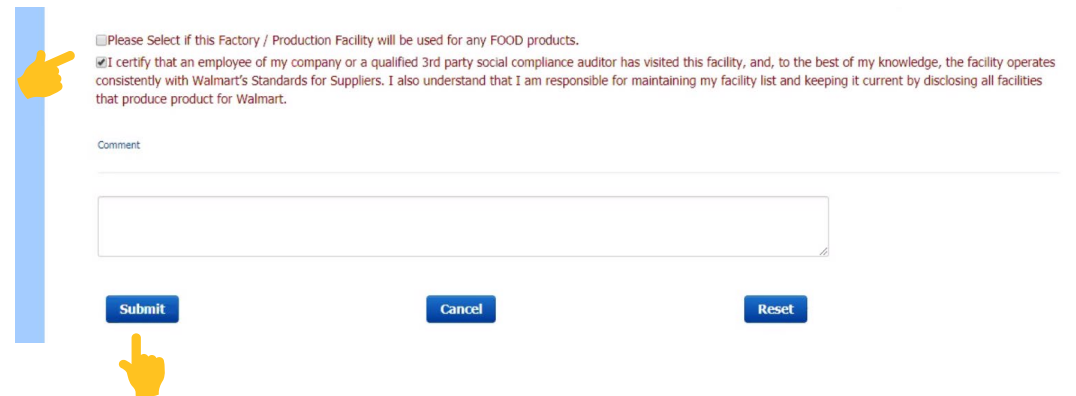 Please Select if this Factory / Production Facility will be used for any FOOD products.
I certify that an employee of my company or a qualified 3rd party social compliance auditor has visited this facility, and, to the best of my knowledge, the facility operates
consistently with Walmart's Standards for Suppliers. I also understand that I am responsible for maintaining my facility list and keeping it current by disclosing all facilities
that produce product for Walmart.
Comment
Submit
Cancel
Reset